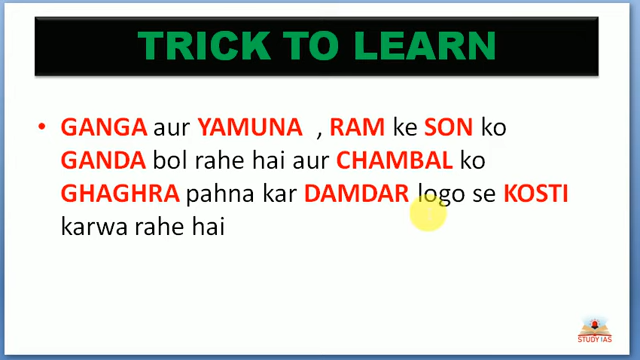 TRICK TO LEARN
• GANGA aur YAMUNA , RAM ke SON ko
GANDA bol rahe hai aur CHAMBAL ko
GHAGHRA pahna kar DAMDAR logo se KOSTI
karwa rahe hai
STUDY IAS